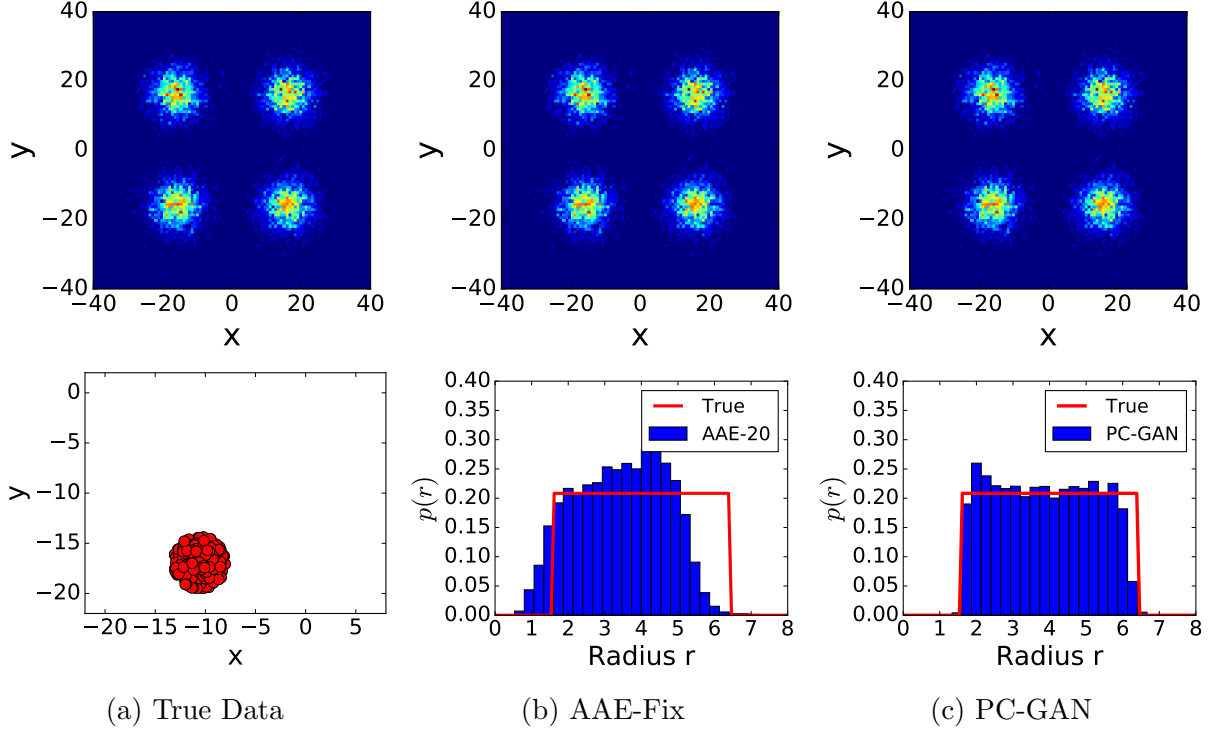 40
20
0
−20
−40
y
−40 −20 0 20 40
x
40
20
0
−20
−40
y
−40 −20 0 20 40
x
40
20
0
−20
−40
y
−40 −20 0 20 40
x
0
−5
−10
−15
−20
y
−20 −15 −10 −5 0 5
x
0.40
0.35
0.30
0.25
0.20
0.15
0.10
0.05
0.00
p(r)
True
AAE-20
0 1 2 3 4 5 6 7 8
Radius r
0.40
0.35
0.30
0.25
0.20
0.15
0.10
0.05
0.00
p(r)
True
PC-GAN
0 1 2 3 4 5 6 7 8
Radius r
(a) True Data
(b) AAE-Fix
(c) PC-GAN